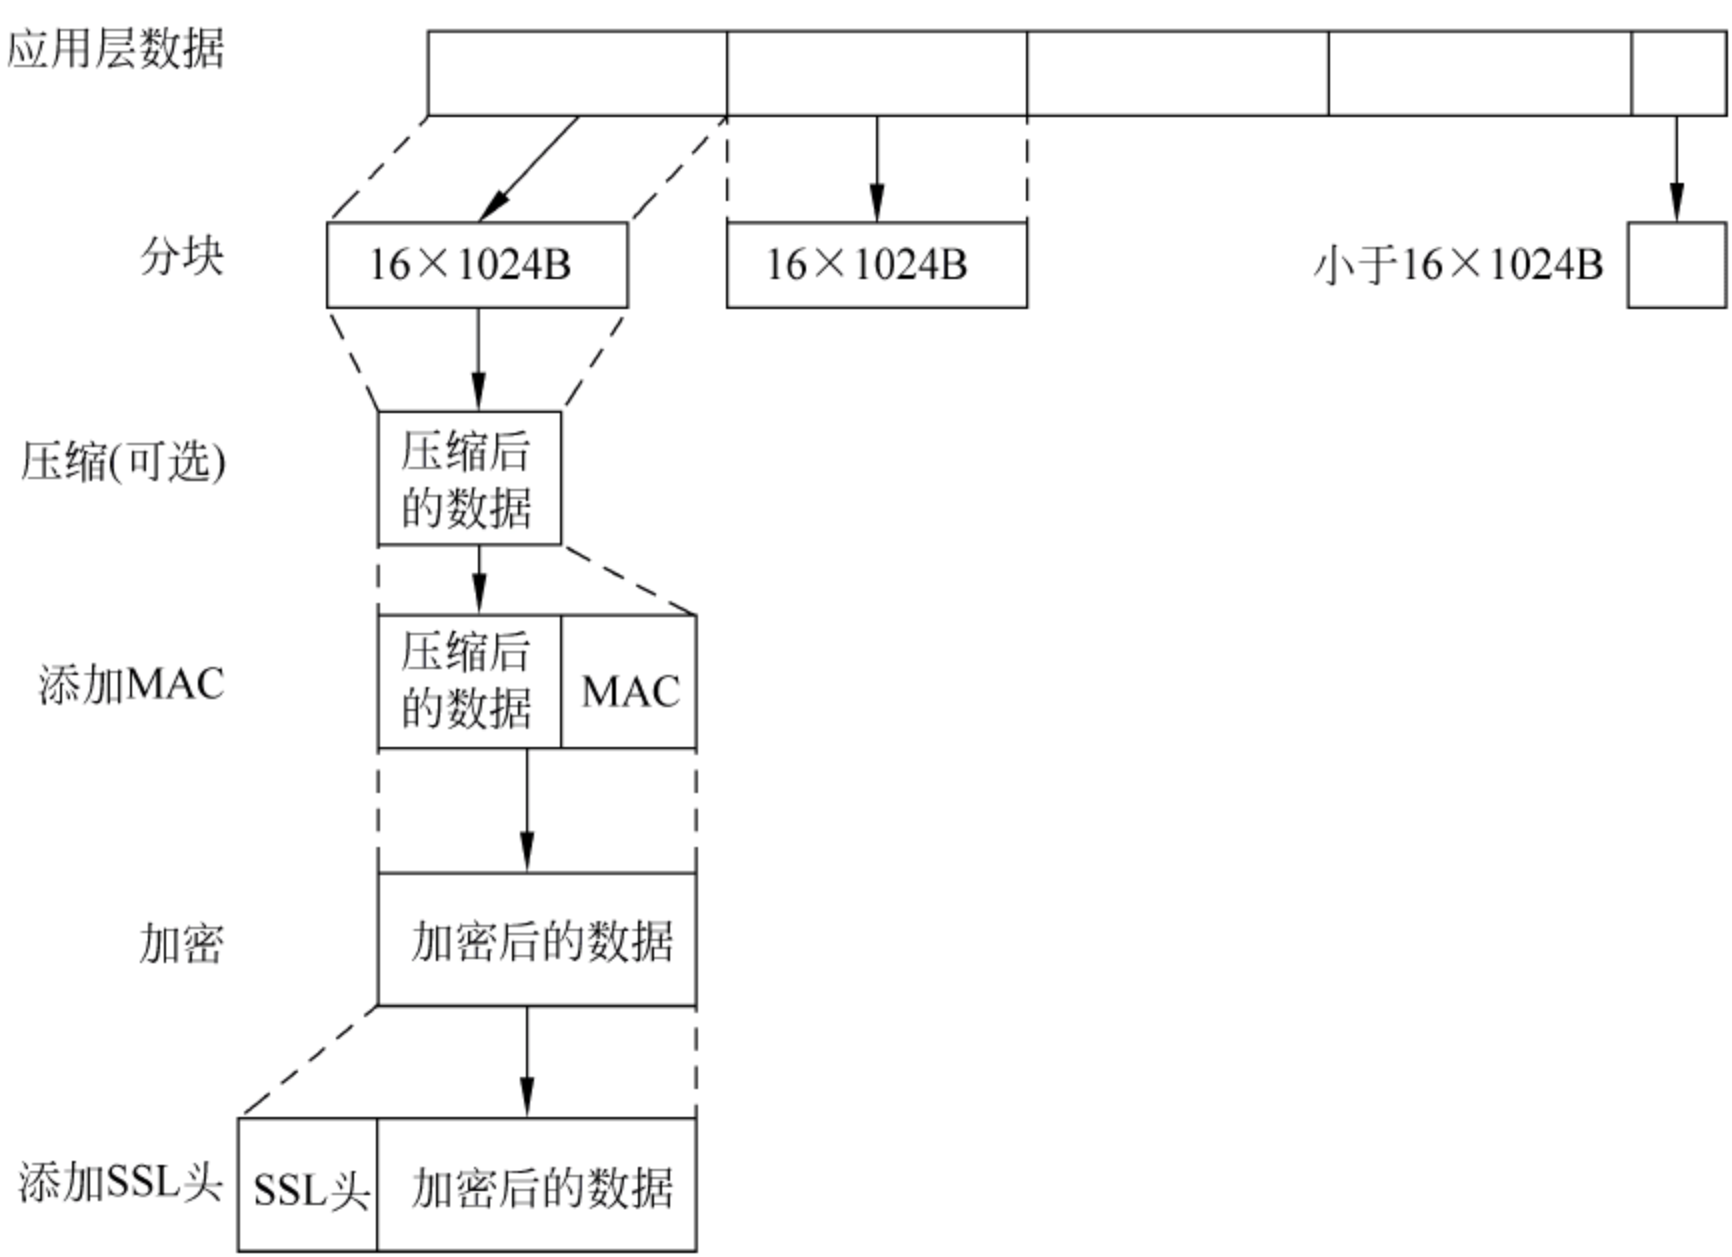 应用层数据
分块
16×1024B
16×1024B
小于16×1024B
压缩(可选)
压缩后
的数据
添加MAC
压缩后
的数据
MAC
加密
加密后的数据
添加SSL头
SSL头
加密后的数据